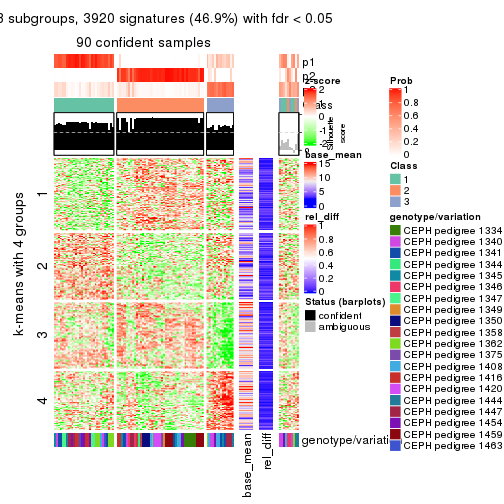 3 subgroups, 3920 signatures (46.9%) with fdr < 0.05
90 confident samples
p1
p2
Class
Silhouette
score
z-score
2
base_mean
15
10
5
0
rel_diff
1
0.8
0.6
0.4
0.2
0
Status (barplots)
confident
ambiguous
Prob
1
0.8
0.6
0.4
0.2
0
Class
1
2
3
genotype/variation
CEPH pedigree 1334
CEPH pedigree 1340
CEPH pedigree 1341
CEPH pedigree 1344
CEPH pedigree 1345
CEPH pedigree 1346
CEPH pedigree 1347
CEPH pedigree 1349
CEPH pedigree 1350
CEPH pedigree 1358
CEPH pedigree 1362
CEPH pedigree 1375
CEPH pedigree 1408
CEPH pedigree 1416
CEPH pedigree 1420
CEPH pedigree 1444
CEPH pedigree 1447
CEPH pedigree 1454
CEPH pedigree 1459
CEPH pedigree 1463
k-means with 4 groups
1
2
3
4
base_mean
rel_diff